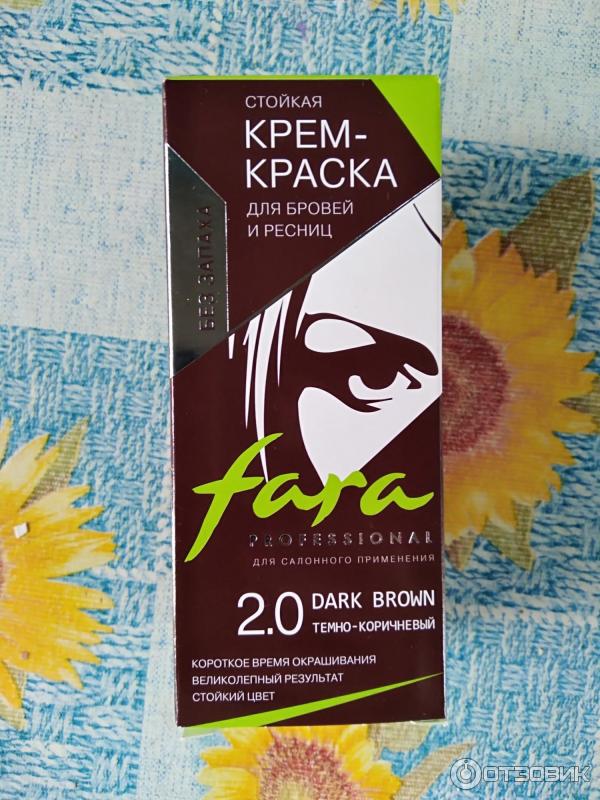 СТОЙКАЯ
КРЕМ-
КРАСКА
ДЛЯ БРОВЕЙ
И РЕСНИЦ
БЕЗ ЗАПАХА
fara
PROFESSIONAL
ДЛЯ САЛОННОГО ПРИМЕНЕНИЯ
2.0 DARK BROWN
ТЕМНО-КОРИЧНЕВЫЙ
КОРОТКОЕ ВРЕМЯ ОКРАШИВАНИЯ
ВЕЛИКОЛЕПНЫЙ РЕЗУЛЬТАТ
СТОЙКИЙ ЦВЕТ
ОТЗОВИК